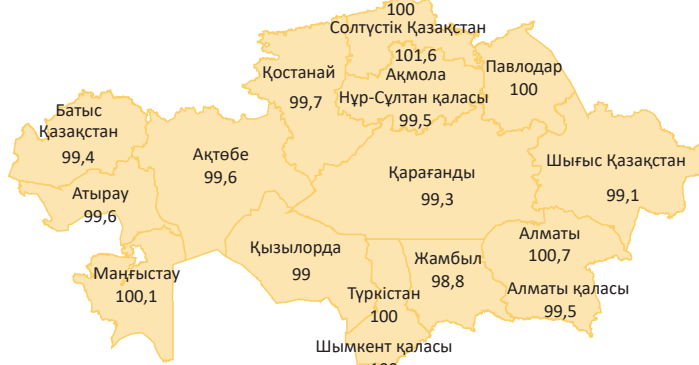 100
Солтүстік Қазақстан
101,6
Ақмола
Нұр-Сұлтан қаласы
99,5
Қостанай
99,7
Павлодар
100
Батыс
Қазақстан
99,4
Ақтөбе
99,6
Қарағанды
99,3
Шығыс Қазақстан
99,1
Атырау
99,6
Маңғыстау
100,1
Қызылорда
99
Түркістан
100
Жамбыл
98,8
Алматы
100,7
Алматы қаласы
99,5
Шымкент қаласы